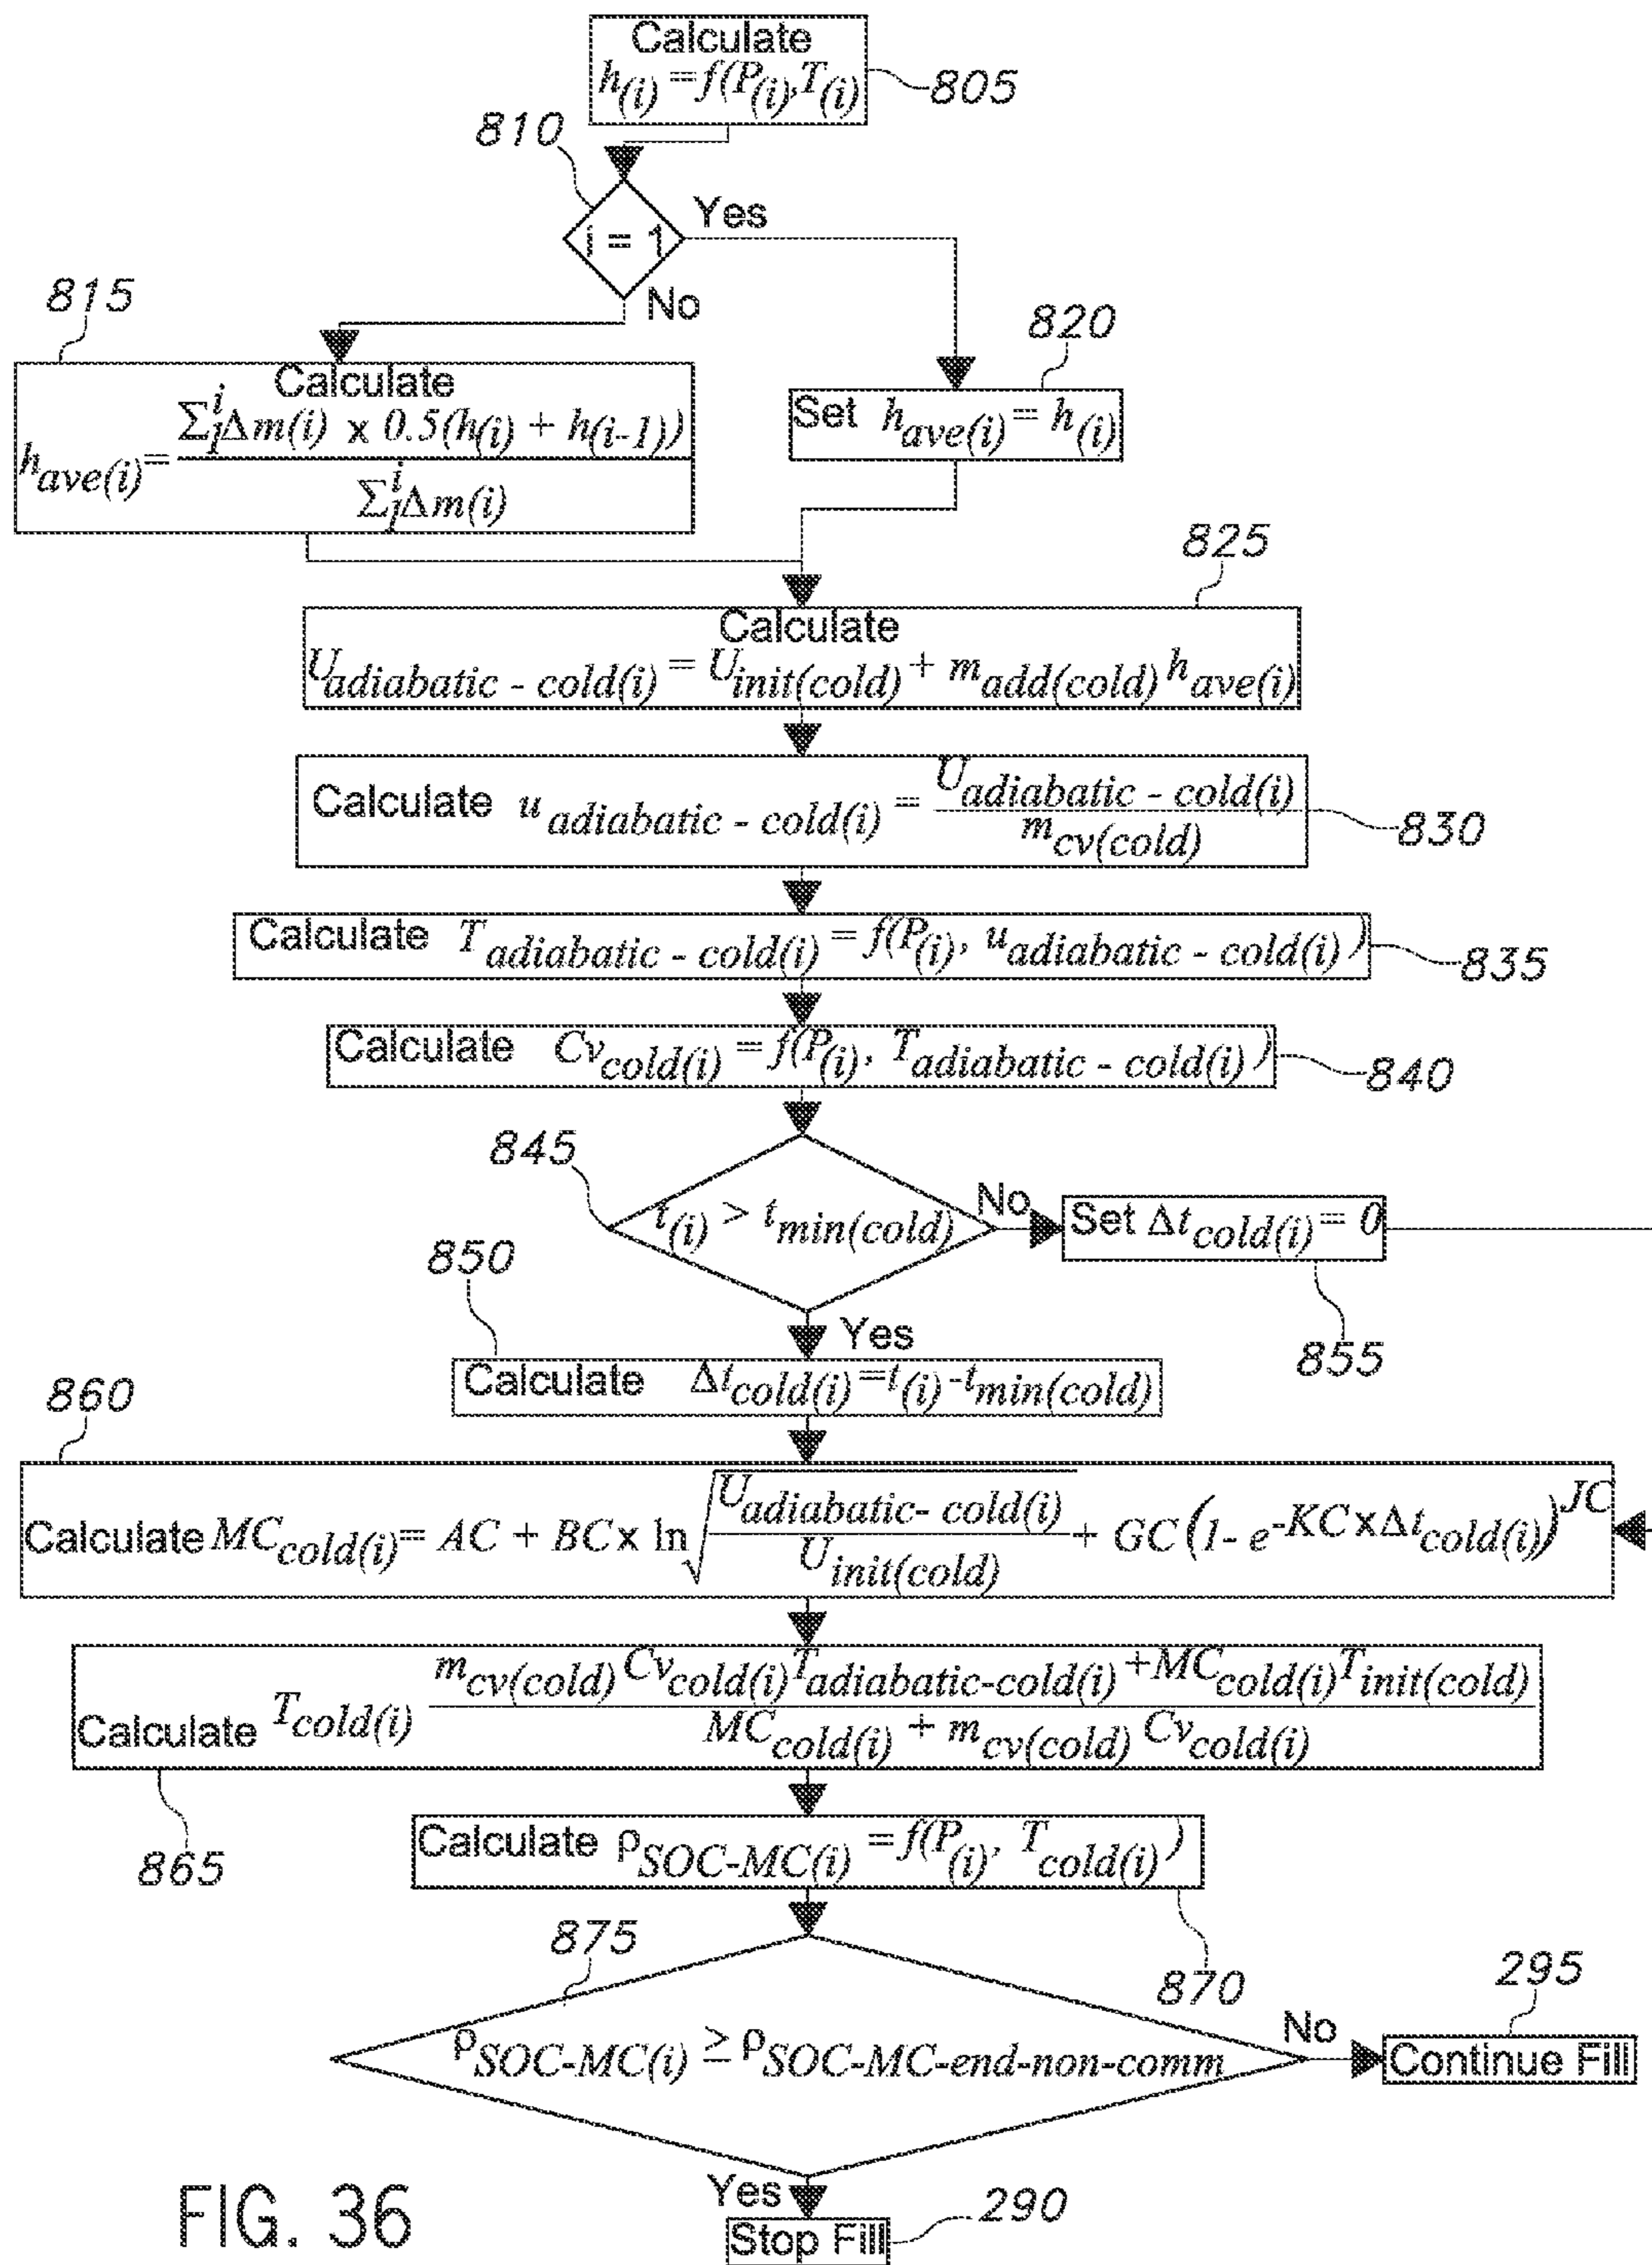 Calculate
h(i) = f(P(i), T(i)
805
810
i = 1
Yes
No
815
Calculate
h_ave(i) = Σ_1^i Δm(i) x 0.5(h(i) + h(i-1)) / Σ_1^i Δm(i)
820
Set h_ave(i) = h(i)
825
Calculate
U_adiabatic - cold(i) = U_init(cold) + m_add(cold) h_ave(i)
Calculate u_adiabatic - cold(i) = U_adiabatic - cold(i) / m_cv(cold)
830
Calculate T_adiabatic - cold(i) = f(P(i), u_adiabatic - cold(i) )
835
Calculate Cv_cold(i) = f(P(i), T_adiabatic - cold(i) )
840
845
t(i) > t_min(cold)
No
Set Δt_cold(i) = 0
855
850
Yes
Calculate Δt_cold(i) = t(i) - t_min(cold)
860
Calculate MC_cold(i) = AC + BC x ln √(U_adiabatic- cold(i) / U_init(cold)) + GC (1- e^-KC x Δt_cold(i))^JC
Calculate T_cold(i) m_cv(cold) Cv_cold(i) T_adiabatic-cold(i) + MC_cold(i) T_init(cold) / MC_cold(i) + m_cv(cold) Cv_cold(i)
865
Calculate ρ_SOC-MC(i) = f(P(i), T_cold(i) )
870
875
ρ_SOC-MC(i) ≥ ρ_SOC-MC-end-non-comm
No
295
Continue Fill
Yes
290
Stop Fill
FIG. 36